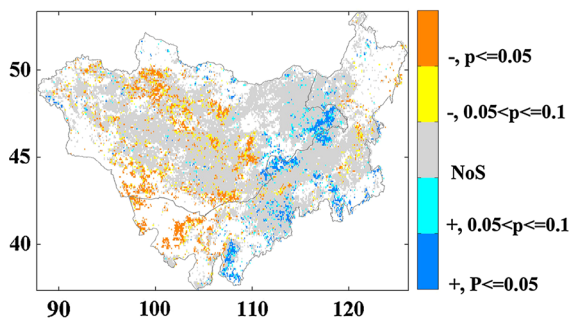 50
45
40
90 100 110 120
-, p<=0.05
-, 0.05<p<=0.1
NoS
+, 0.05<p<=0.1
+, P<=0.05